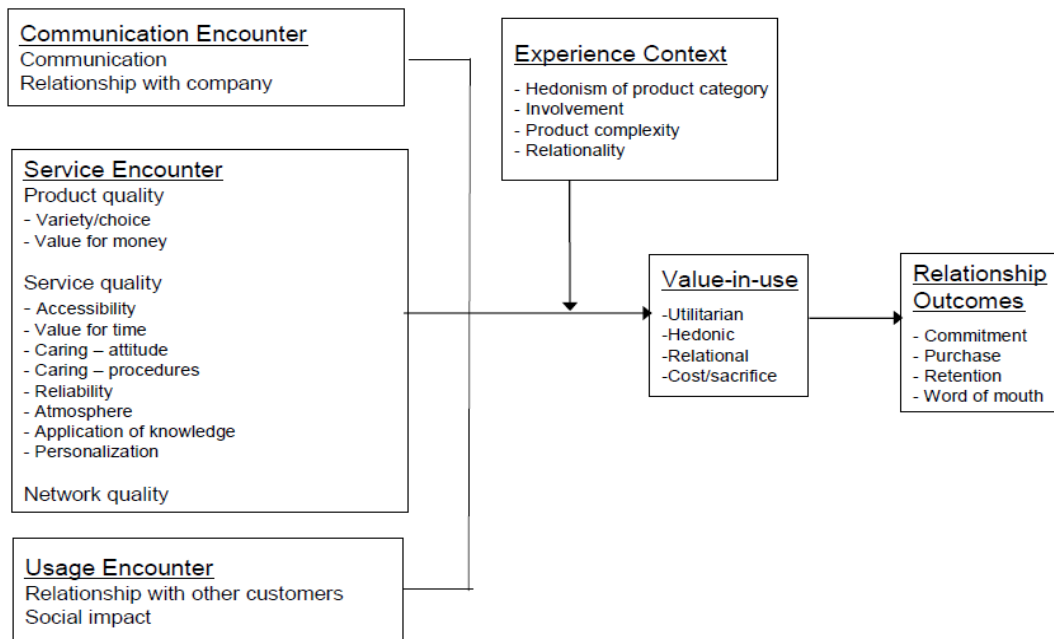 Communication Encounter
Communication
Relationship with company
Experience Context
- Hedonism of product category
- Involvement
- Product complexity
- Relationality
Service Encounter
Product quality
- Variety/choice
- Value for money
Service quality
- Accessibility
- Value for time
- Caring – attitude
- Caring – procedures
- Reliability
- Atmosphere
- Application of knowledge
- Personalization
Network quality
Value-in-use
-Utilitarian
-Hedonic
-Relational
-Cost/sacrifice
Relationship
Outcomes
- Commitment
- Purchase
- Retention
- Word of mouth
Usage Encounter
Relationship with other customers
Social impact